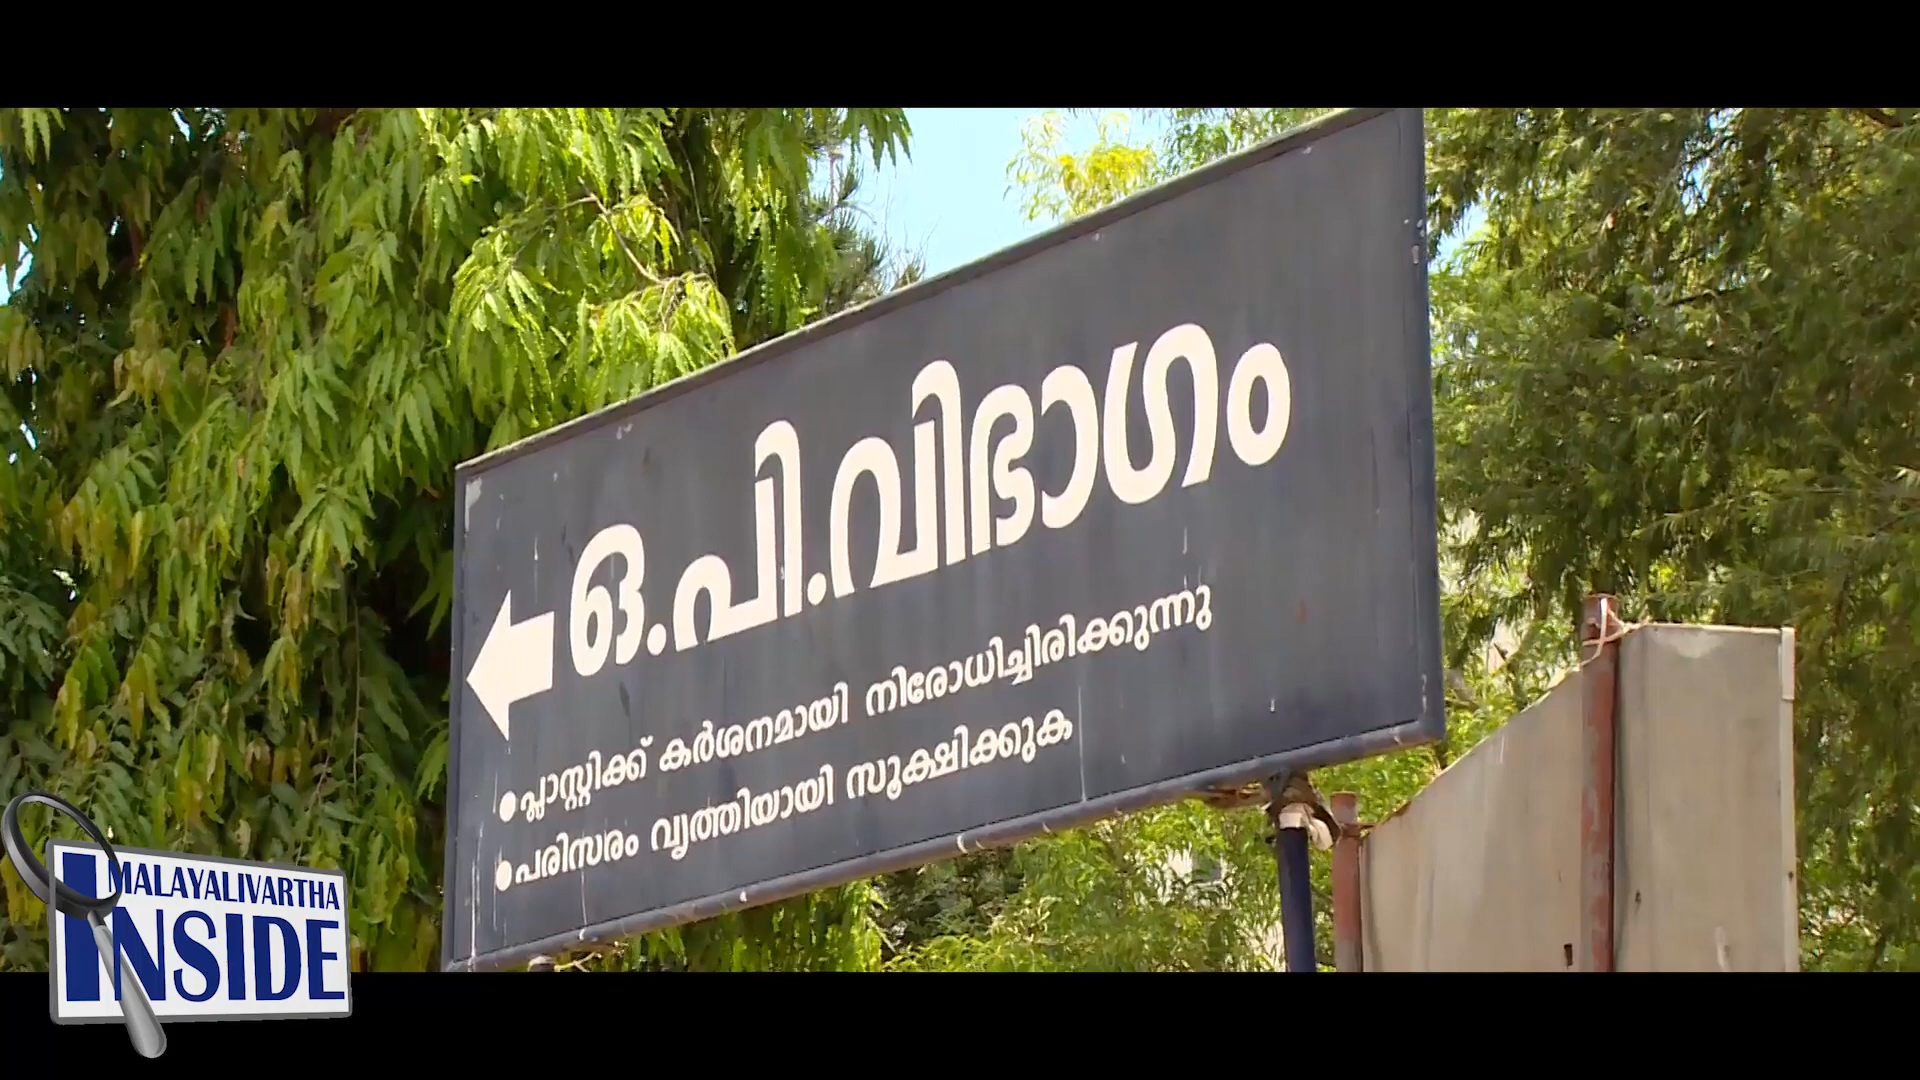 ഒ.പി.വിഭാഗം
•പ്ലാസ്റ്റിക്ക് കർശനമായി നിരോധിച്ചിരിക്കുന്നു
•പരിസരം വൃത്തിയായി സൂക്ഷിക്കുക
MALAYALIVARTHA
INSIDE